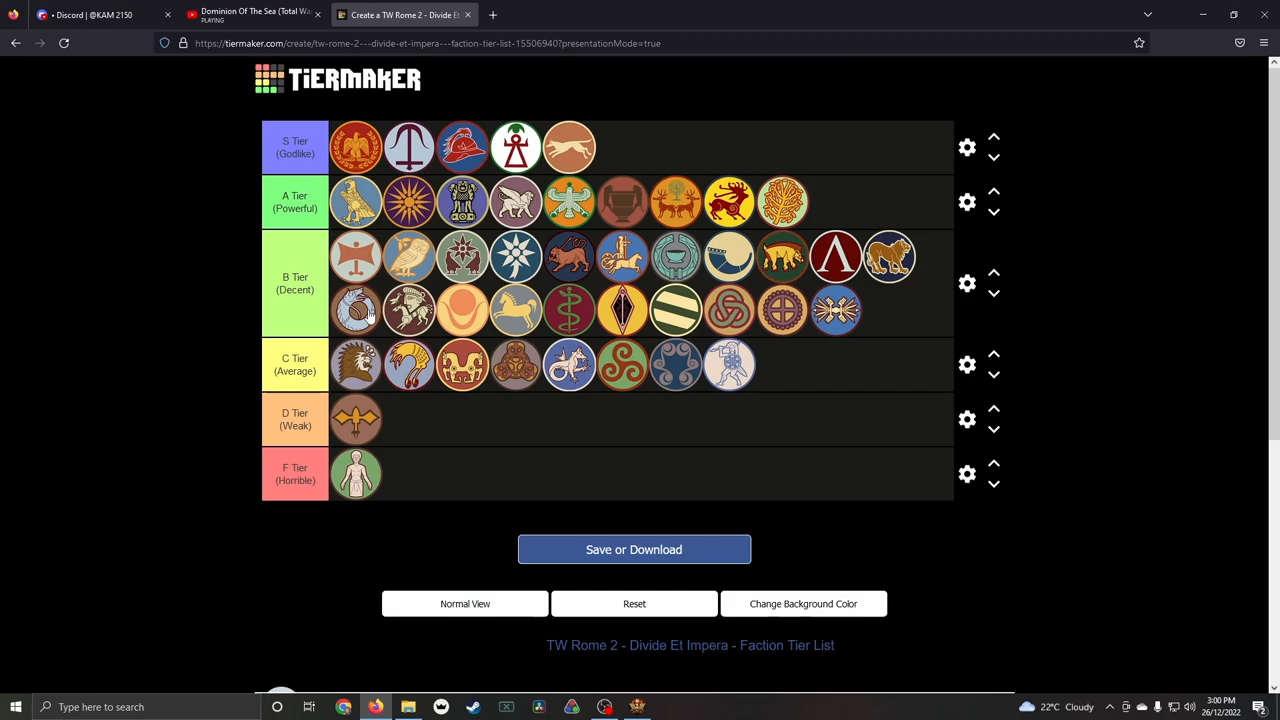 • Discord | @KAM 2150
Dominion Of The Sea (Total Wa
PLAYING
Create a TW Rome 2 - Divide Et
https://tiermaker.com/create/tw-rome-2---divide-et-impera---faction-tier-list-15506940?presentationMode=true
TiERMAKER
S Tier
(Godlike)
A Tier
(Powerful)
B Tier
(Decent)
C Tier
(Average)
D Tier
(Weak)
F Tier
(Horrible)
Save or Download
Normal View
Reset
Change Background Color
TW Rome 2 - Divide Et Impera - Faction Tier List
Type here to search
22°C Cloudy
3:00 PM
26/12/2022
2